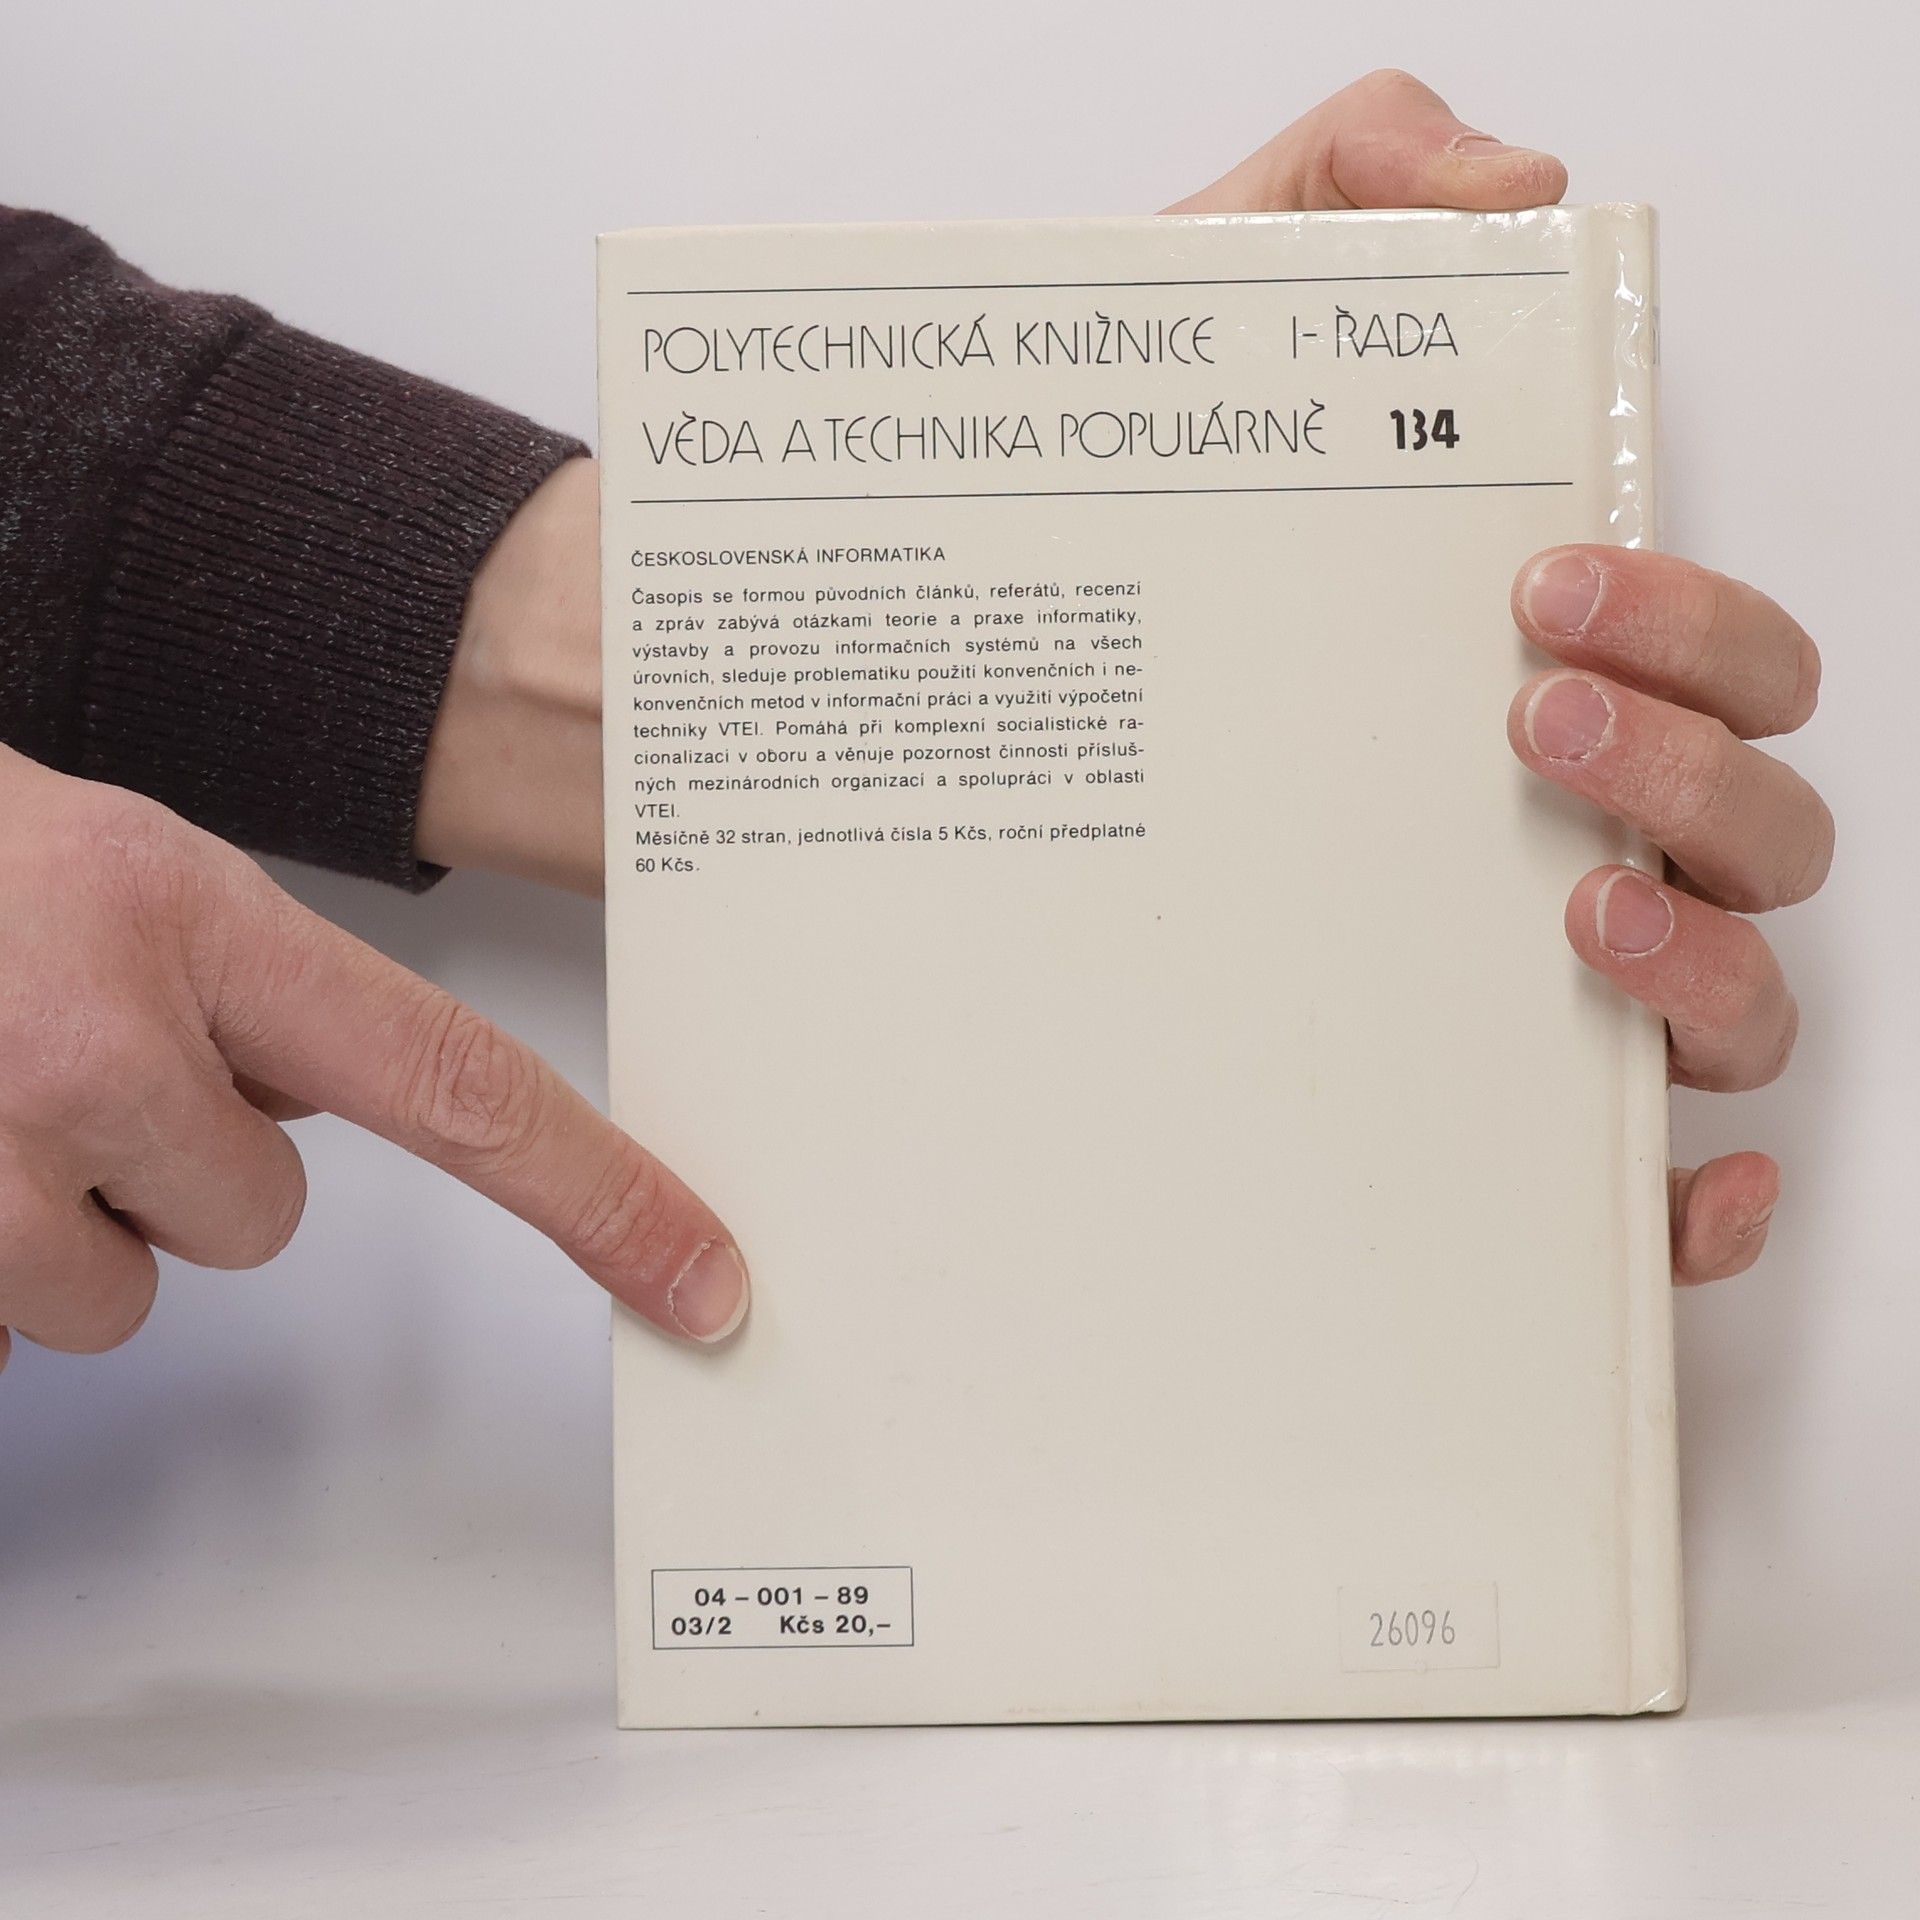 POLYTECHNICKÁ KNIŽNICE I-ŘADA
VĚDA A TECHNIKA POPULÁRNĚ 134
ČESKOSLOVENSKÁ INFORMATIKA
Časopis se formou původních článků, referátů, recenzí
a zpráv zabývá otázkami teorie a praxe informatiky,
výstavby a provozu informačních systémů na všech
úrovních, sleduje problematiku použití konvenčních i ne-
konvenčních metod v informační práci a využití výpočetní
techniky VTEI. Pomáhá při komplexní socialistické ra-
cionalizaci v oboru a věnuje pozornost činnosti přísluš-
ných mezinárodních organizací a spolupráci v oblasti
VTEI.
Měsíčně 32 stran, jednotlivá čísla 5 Kčs, roční předplatné
60 Kčs.
04 – 001 – 89
03/2 Kčs 20,–
26096